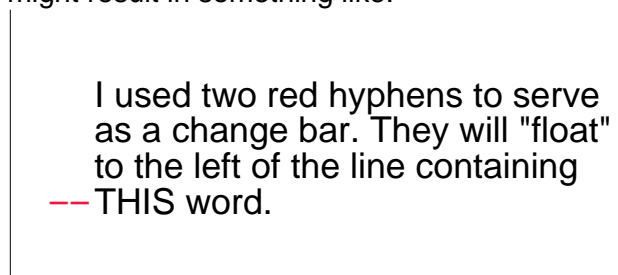 might result in something like:
I used two red hyphens to serve
as a change bar. They will "float"
to the left of the line containing
--THIS word.